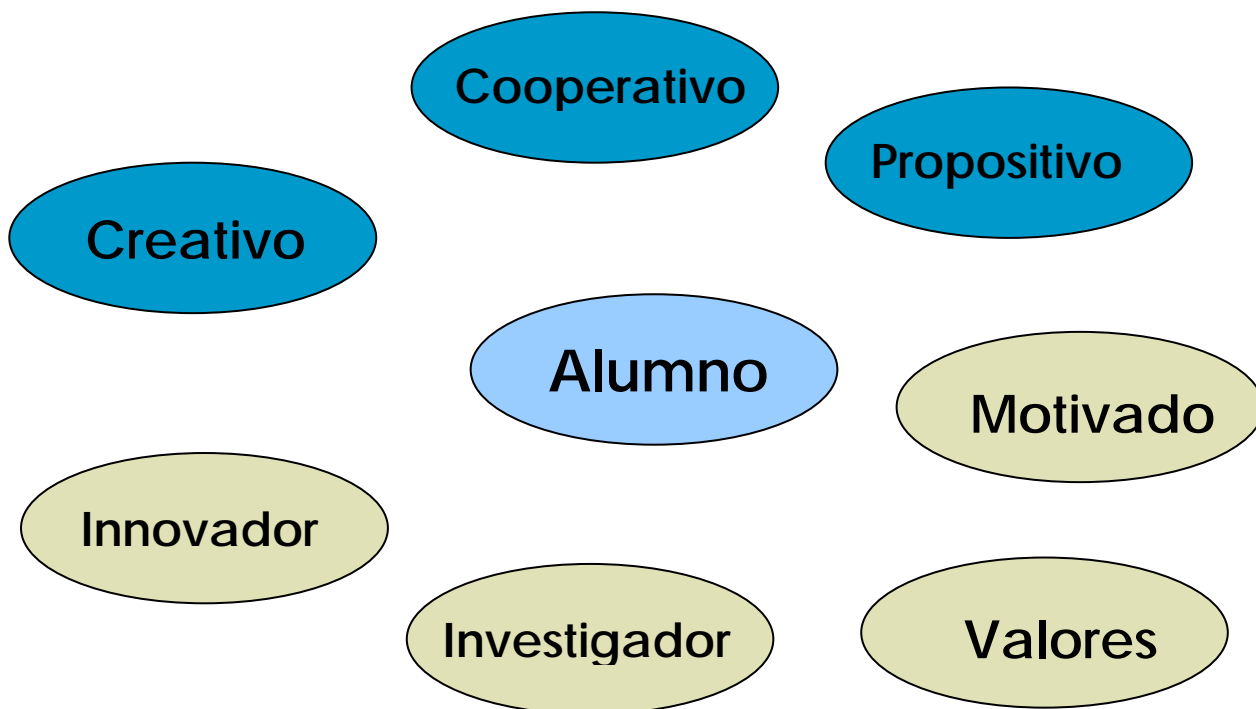 Cooperativo
Propositivo
Creativo
Alumno
Motivado
Innovador
Investigador
Valores